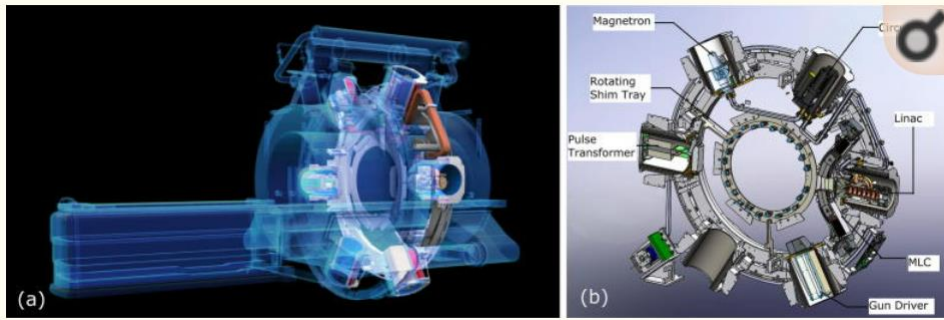 (a)
Magnetron
Rotating
Shim Tray
Pulse
Transformer
Linac
MLC
Gun Driver
(b)